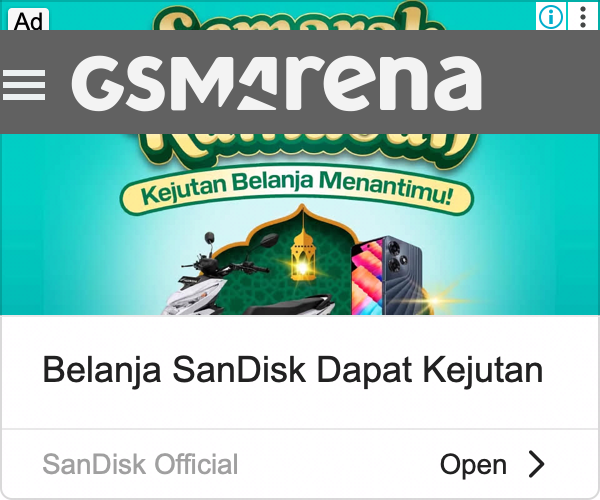 Ad
GSMArena
Kejutan Belanja Menantimu!
Belanja SanDisk Dapat Kejutan
SanDisk Official
Open